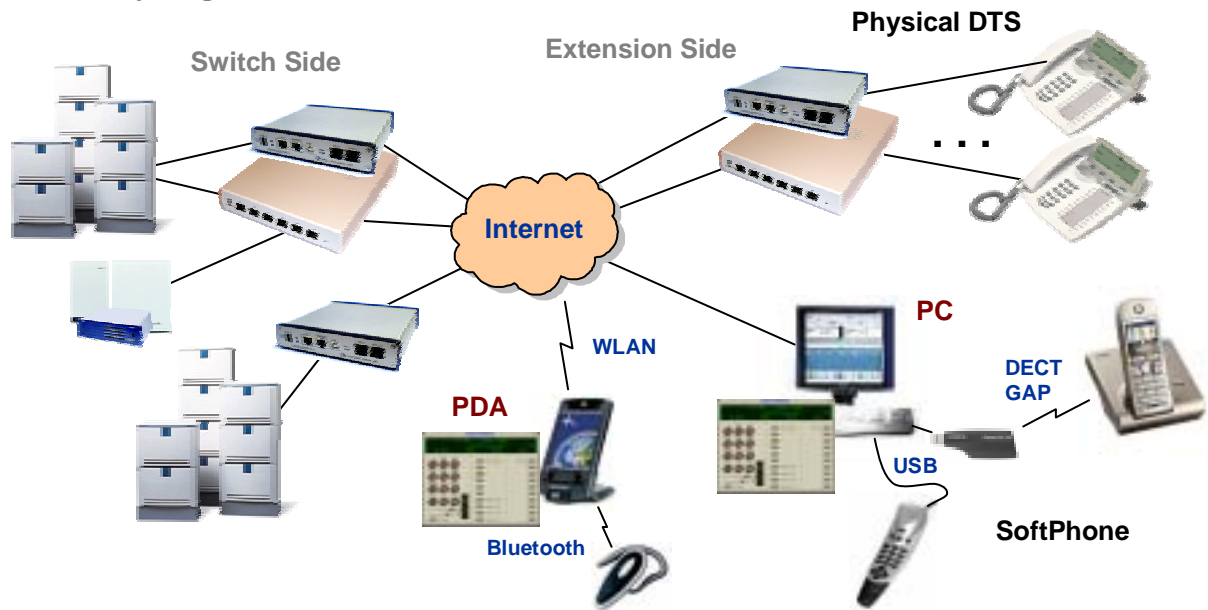 Physical DTS
Switch Side
Extension Side
. . .
Internet
PC
WLAN
DECT
GAP
PDA
USB
SoftPhone
Bluetooth